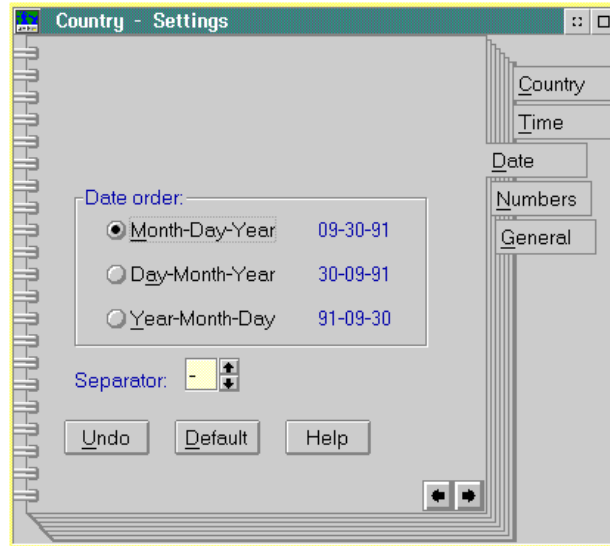 Country - Settings
Country
Time
Date
Numbers
General
Date order:
Month-Day-Year 09-30-91
Day-Month-Year 30-09-91
Year-Month-Day 91-09-30
Separator: -
Undo Default Help